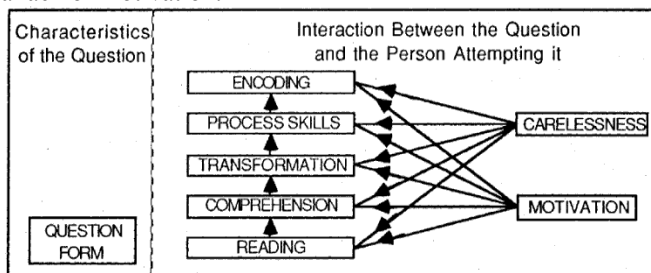 Characteristics
of the Question
Interaction Between the Question
and the Person Attempting it
ENCODING
PROCESS SKILLS
TRANSFORMATION
COMPREHENSION
READING
CARELESSNESS
MOTIVATION
QUESTION
FORM